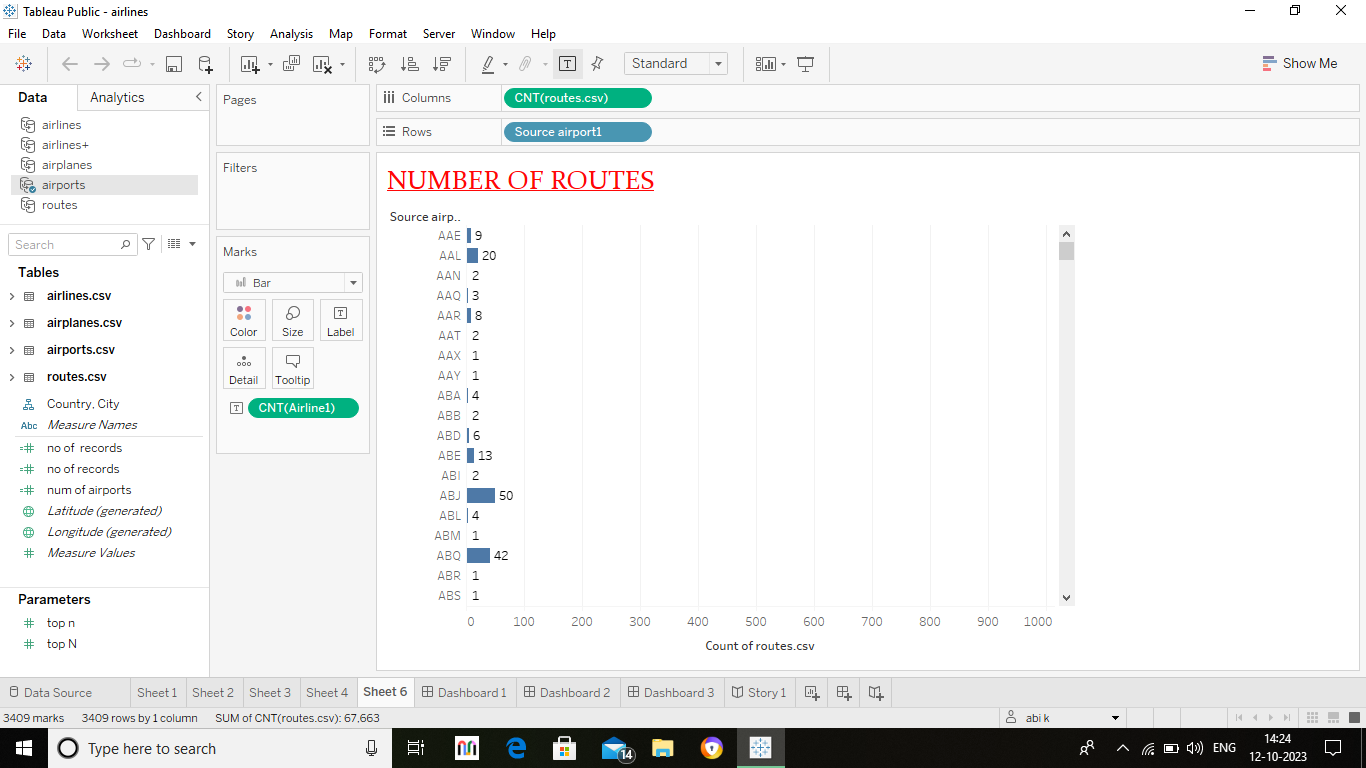 Tableau Public - airlines
File Data Worksheet Dashboard Story Analysis Map Format Server Window Help
Standard
Show Me
Data Analytics
airlines
airlines+
airplanes
airports
routes
Search
Tables
airlines.csv
airplanes.csv
airports.csv
routes.csv
Country, City
Abc Measure Names
no of records
no of records
num of airports
Latitude (generated)
Longitude (generated)
Measure Values
Parameters
top n
top N
Pages
Filters
Marks
Bar
Color Size Label
Detail Tooltip
CNT(Airline1)
Columns CNT(routes.csv)
Rows Source airport1
NUMBER OF ROUTES
Source airp..
AAE 9
AAL 20
AAN 2
AAQ 3
AAR 8
AAT 2
AAX 1
AAY 1
ABA 4
ABB 2
ABD 6
ABE 13
ABI 2
ABJ 50
ABL 4
ABM 1
ABQ 42
ABR 1
ABS 1
0 100 200 300 400 500 600 700 800 900 1000
Count of routes.csv
Data Source Sheet 1 Sheet 2 Sheet 3 Sheet 4 Sheet 6 Dashboard 1 Dashboard 2 Dashboard 3 Story 1
3409 marks 3409 rows by 1 column SUM of CNT(routes.csv): 67,663 abi k
Type here to search 14 ENG 14:24
12-10-2023